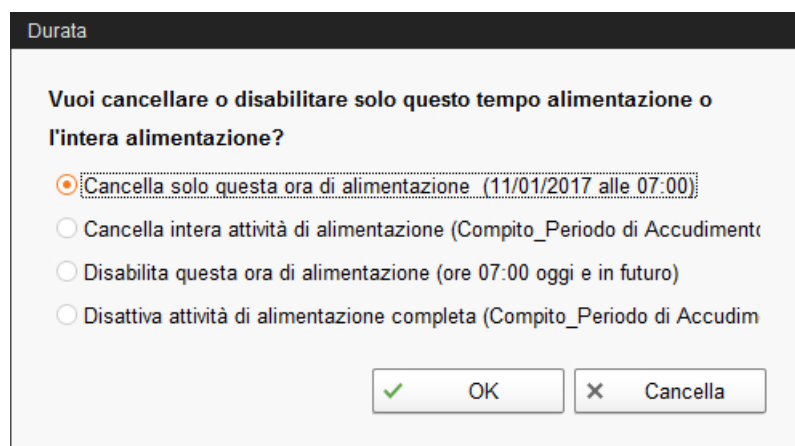 Durata
Vuoi cancellare o disabilitare solo questo tempo alimentazione o
l'intera alimentazione?
Cancella solo questa ora di alimentazione (11/01/2017 alle 07:00)
Cancella intera attività di alimentazione (Compito_Periodo di Accudimento
Disabilita questa ora di alimentazione (ore 07:00 oggi e in futuro)
Disattiva attività di alimentazione completa (Compito_Periodo di Accudim
OK
Cancella